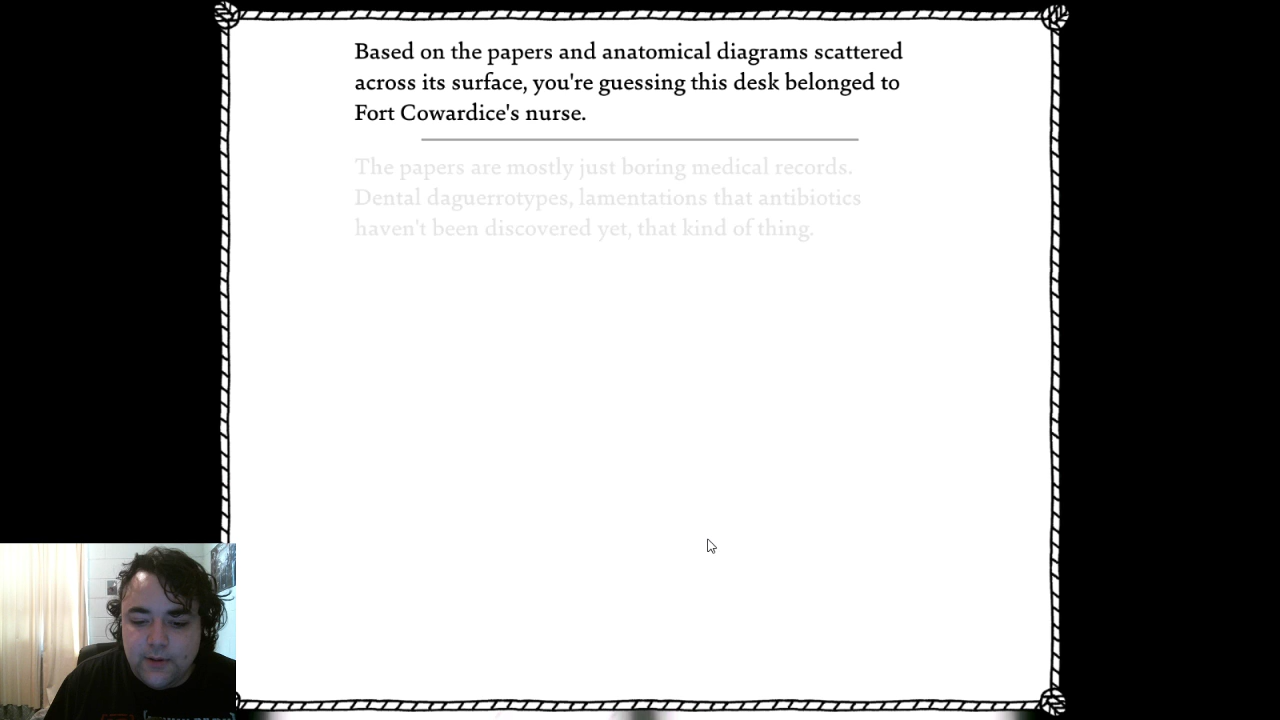 Based on the papers and anatomical diagrams scattered
across its surface, you're guessing this desk belonged to
Fort Cowardice's nurse.
The papers are mostly just boring medical records.
Dental daguerrotypes, lamentations that antibiotics
haven't been discovered yet, that kind of thing.